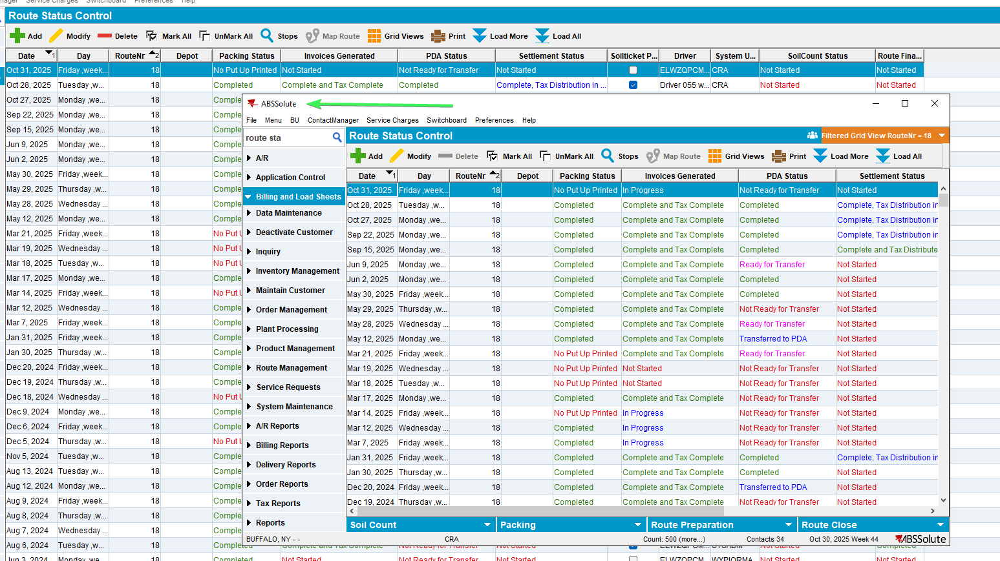 nager Service Charges Switchboard Preferences Help
Route Status Control
Add Modify Delete Mark All UnMark All Stops Map Route Grid Views Print Load More Load All
Date 1 Day RouteNr 2 Depot Packing Status Invoices Generated PDA Status Settlement Status Soilticket P... Driver System U... SoilCount Status Route Fina...
Oct 31, 2025 Friday ,week... 18 No Put Up Printed Not Started Not Ready for Transfer Not Started ELWZQPCM... CRA Not Started Not Started
Oct 28, 2025 Tuesday ,w... 18 Completed Complete and Tax Complete Completed Complete, Tax Distribution in ... Driver 055 w... CRA Not Started Not Started
Oct 27, 2025 Monday ,we... 18 Comple
Sep 22, 2025 Monday ,we... 18 Comple
Sep 15, 2025 Monday ,we... 18 Comple
Jun 9, 2025 Monday ,we... 18 Comple
Jun 2, 2025 Monday ,we... 18 Comple
May 30, 2025 Friday ,week... 18 Comple
May 29, 2025 Thursday ,w... 18 Comple
May 28, 2025 Wednesday ... 18 Comple
May 12, 2025 Monday ,we... 18 Comple
Mar 21, 2025 Friday ,week... 18 No Put U
Mar 19, 2025 Wednesday ... 18 No Put U
Mar 18, 2025 Tuesday ,w... 18 No Put U
Mar 17, 2025 Monday ,we... 18 Comple
Mar 14, 2025 Friday ,week... 18 No Put U
Mar 12, 2025 Wednesday ... 18 Comple
Mar 7, 2025 Friday ,week... 18 Comple
Jan 31, 2025 Friday ,week... 18 Comple
Jan 30, 2025 Thursday ,w... 18 Comple
Dec 20, 2024 Friday ,week... 18 Comple
Dec 19, 2024 Thursday ,w... 18 Comple
Dec 18, 2024 Wednesday ... 18 No Put U
Dec 9, 2024 Monday ,we... 18 Comple
Dec 6, 2024 Friday ,week... 18 Comple
Dec 5, 2024 Thursday ,w... 18 No Put U
Nov 5, 2024 Tuesday ,w... 18 Comple
Aug 13, 2024 Tuesday ,w... 18 Comple
Aug 12, 2024 Monday ,we... 18 Comple
Aug 9, 2024 Friday ,week... 18 Comple
Aug 8, 2024 Thursday ,w... 18 Comple
Aug 7, 2024 Wednesday ... 18 Comple
Aug 6, 2024 Tuesday ,w... 18 Completed Complete and Tax Complete Not Ready for Transfer Not Started ELWZQPCM... SYSADM Not Started Completed
Jun 3, 2024 Monday ,we... 18 Completed Not Started Not Ready for Transfer Not Started ELWZQPCM... WYPIORMA Not Started Not Started
ABSSolute
File Menu BU ContactManager Service Charges Switchboard Preferences Help
route sta
A/R
Application Control
Billing and Load Sheets
Data Maintenance
Deactivate Customer
Inquiry
Inventory Management
Maintain Customer
Order Management
Plant Processing
Product Management
Route Management
Service Requests
System Maintenance
A/R Reports
Billing Reports
Delivery Reports
Order Reports
Tax Reports
Reports
Route Status Control Filtered Grid View RouteNr = 18
Add Modify Delete Mark All UnMark All Stops Map Route Grid Views Print Load More Load All
Date 1 Day RouteNr 2 Depot Packing Status Invoices Generated PDA Status Settlement Status
Oct 31, 2025 Friday ,week... 18 No Put Up Printed In Progress Not Ready for Transfer Not Started
Oct 28, 2025 Tuesday ,w... 18 Completed Complete and Tax Complete Completed Complete, Tax Distribution in
Oct 27, 2025 Monday ,we... 18 Completed Complete and Tax Complete Completed Complete, Tax Distribution in
Sep 22, 2025 Monday ,we... 18 Completed Complete and Tax Complete Completed Complete, Tax Distribution in
Sep 15, 2025 Monday ,we... 18 Completed Complete and Tax Complete Completed Complete and Tax Distribute
Jun 9, 2025 Monday ,we... 18 Completed Complete and Tax Complete Ready for Transfer Not Started
Jun 2, 2025 Monday ,we... 18 Completed Complete and Tax Complete Completed Not Started
May 30, 2025 Friday ,week... 18 Completed Complete and Tax Complete Completed Not Started
May 29, 2025 Thursday ,w... 18 Completed Complete and Tax Complete Not Ready for Transfer Not Started
May 28, 2025 Wednesday ... 18 Completed Complete and Tax Complete Ready for Transfer Not Started
May 12, 2025 Monday ,we... 18 Completed Complete and Tax Complete Transferred to PDA Not Started
Mar 21, 2025 Friday ,week... 18 No Put Up Printed Complete and Tax Complete Ready for Transfer Not Started
Mar 19, 2025 Wednesday ... 18 No Put Up Printed Not Started Not Ready for Transfer Not Started
Mar 18, 2025 Tuesday ,w... 18 No Put Up Printed Not Started Not Ready for Transfer Not Started
Mar 17, 2025 Monday ,we... 18 Completed Complete and Tax Complete Not Ready for Transfer Not Started
Mar 14, 2025 Friday ,week... 18 No Put Up Printed In Progress Not Ready for Transfer Not Started
Mar 12, 2025 Wednesday ... 18 Completed In Progress Not Ready for Transfer Not Started
Mar 7, 2025 Friday ,week... 18 Completed In Progress Not Ready for Transfer Not Started
Jan 31, 2025 Friday ,week... 18 Completed Complete and Tax Complete Completed Complete, Tax Distribution in
Jan 30, 2025 Thursday ,w... 18 Completed Complete and Tax Complete Completed Not Started
Dec 20, 2024 Friday ,week... 18 Completed Complete and Tax Complete Transferred to PDA Not Started
Dec 19, 2024 Thursday ,w... 18 Completed Complete and Tax Complete Not Ready for Transfer Not Started
Soil Count Packing Route Preparation Route Close
BUFFALO, NY - - CRA Count: 500 (more...) Contacts 34 Oct 30, 2025 Week 44 ABSSolute